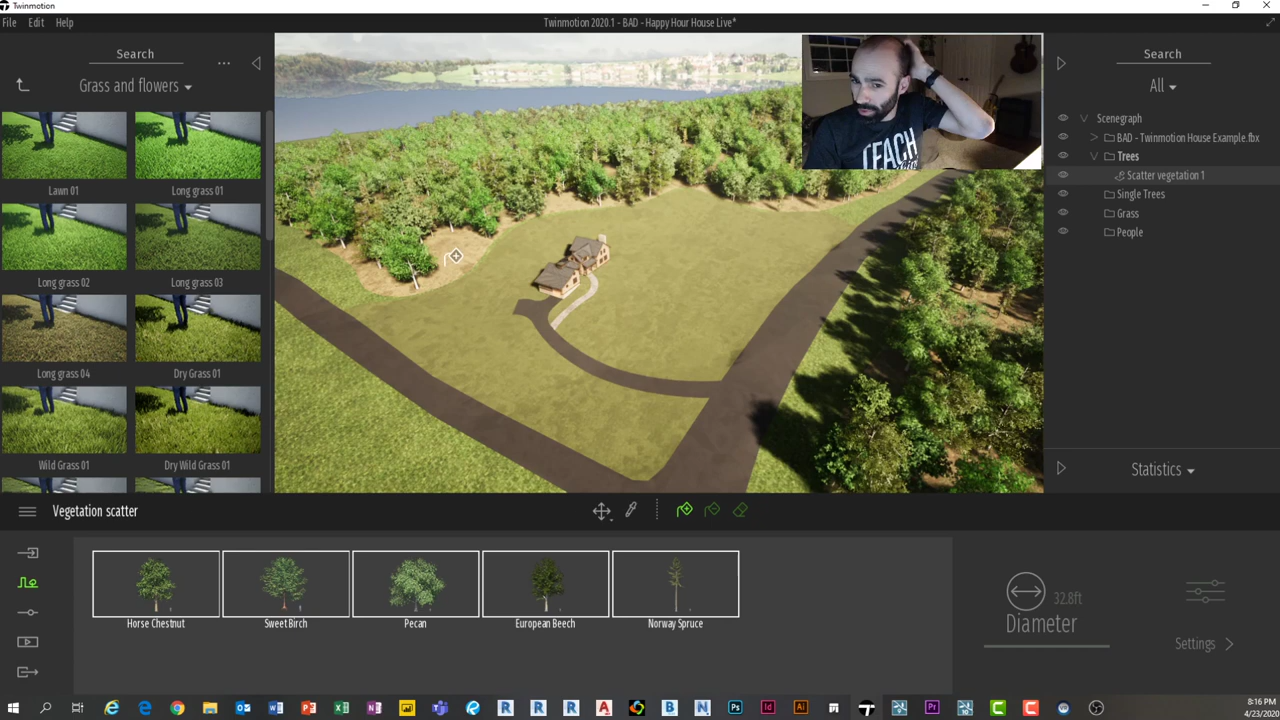 Twinmotion
File Edit Help
Twinmotion 2020.1 - BAD - Happy Hour House Live*
Search
...
Grass and flowers
Lawn 01
Long grass 01
Long grass 02
Long grass 03
Long grass 04
Dry Grass 01
Wild Grass 01
Dry Wild Grass 01
TEACH
Search
All
Scenegraph
BAD - Twinmotion House Example.fbx
Trees
Scatter vegetation 1
Single Trees
Grass
People
Statistics
Vegetation scatter
Horse Chestnut
Sweet Birch
Pecan
European Beech
Norway Spruce
32.8ft
Diameter
Settings
8:16 PM
4/23/2020